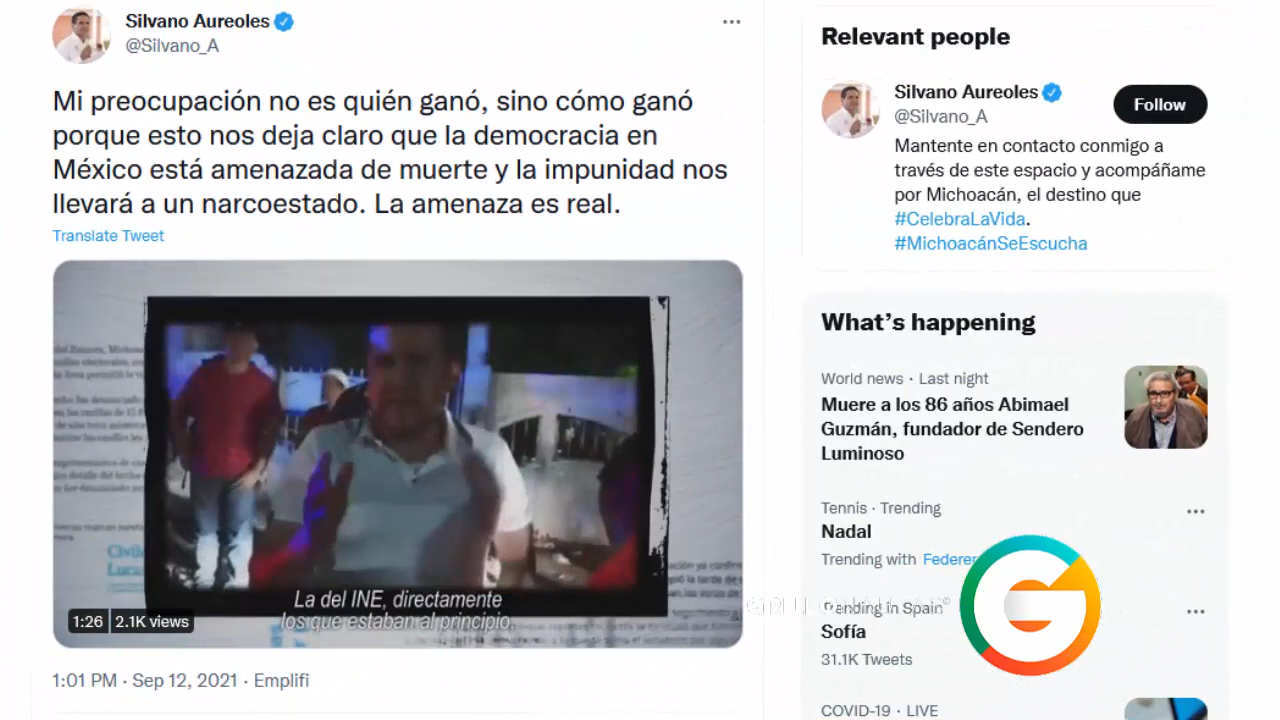 Silvano Aureoles
@Silvano_A
Mi preocupación no es quién ganó, sino cómo ganó
porque esto nos deja claro que la democracia en
México está amenazada de muerte y la impunidad nos
llevará a un narcoestado. La amenaza es real.
Translate Tweet
La del INE, directamente
los que estaban al principio,
1:26
2.1K views
1:01 PM · Sep 12, 2021 · Emplifi
Relevant people
Silvano Aureoles
@Silvano_A
Follow
Mantente en contacto conmigo a
través de este espacio y acompáñame
por Michoacán, el destino que
#CelebraLaVida.
#MichoacánSeEscucha
What's happening
World news · Last night
Muere a los 86 años Abimael
Guzmán, fundador de Sendero
Luminoso
Tennis · Trending
Nadal
Trending with Federer
Trending in Spain
Sofía
31.1K Tweets
COVID-19 · LIVE